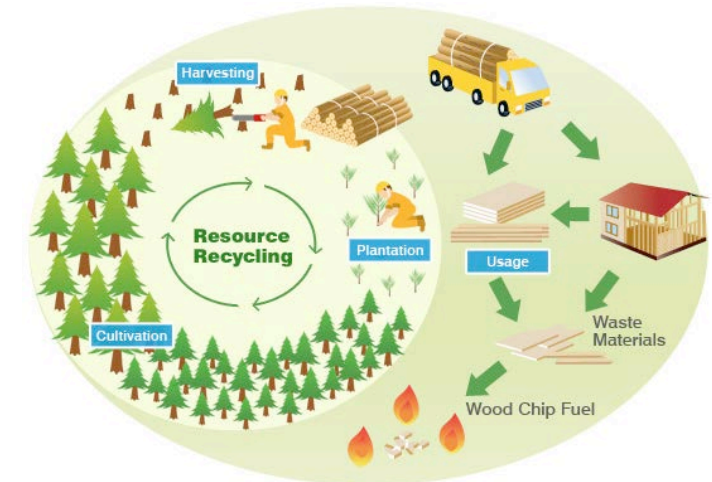 Harvesting
Resource
Recycling
Plantation
Cultivation
Usage
Waste
Materials
Wood Chip Fuel